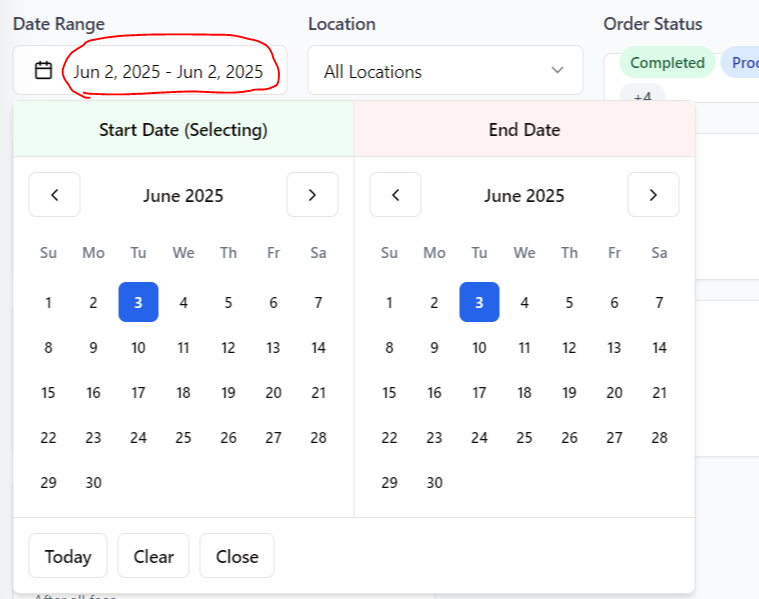 Date Range Location Order Status
Jun 2, 2025 - Jun 2, 2025 All Locations Completed
+4
Start Date (Selecting) End Date
June 2025 June 2025
Su Mo Tu We Th Fr Sa Su Mo Tu We Th Fr Sa
1 2 3 4 5 6 7 1 2 3 4 5 6 7
8 9 10 11 12 13 14 8 9 10 11 12 13 14
15 16 17 18 19 20 21 15 16 17 18 19 20 21
22 23 24 25 26 27 28 22 23 24 25 26 27 28
29 30 29 30
Today Clear Close